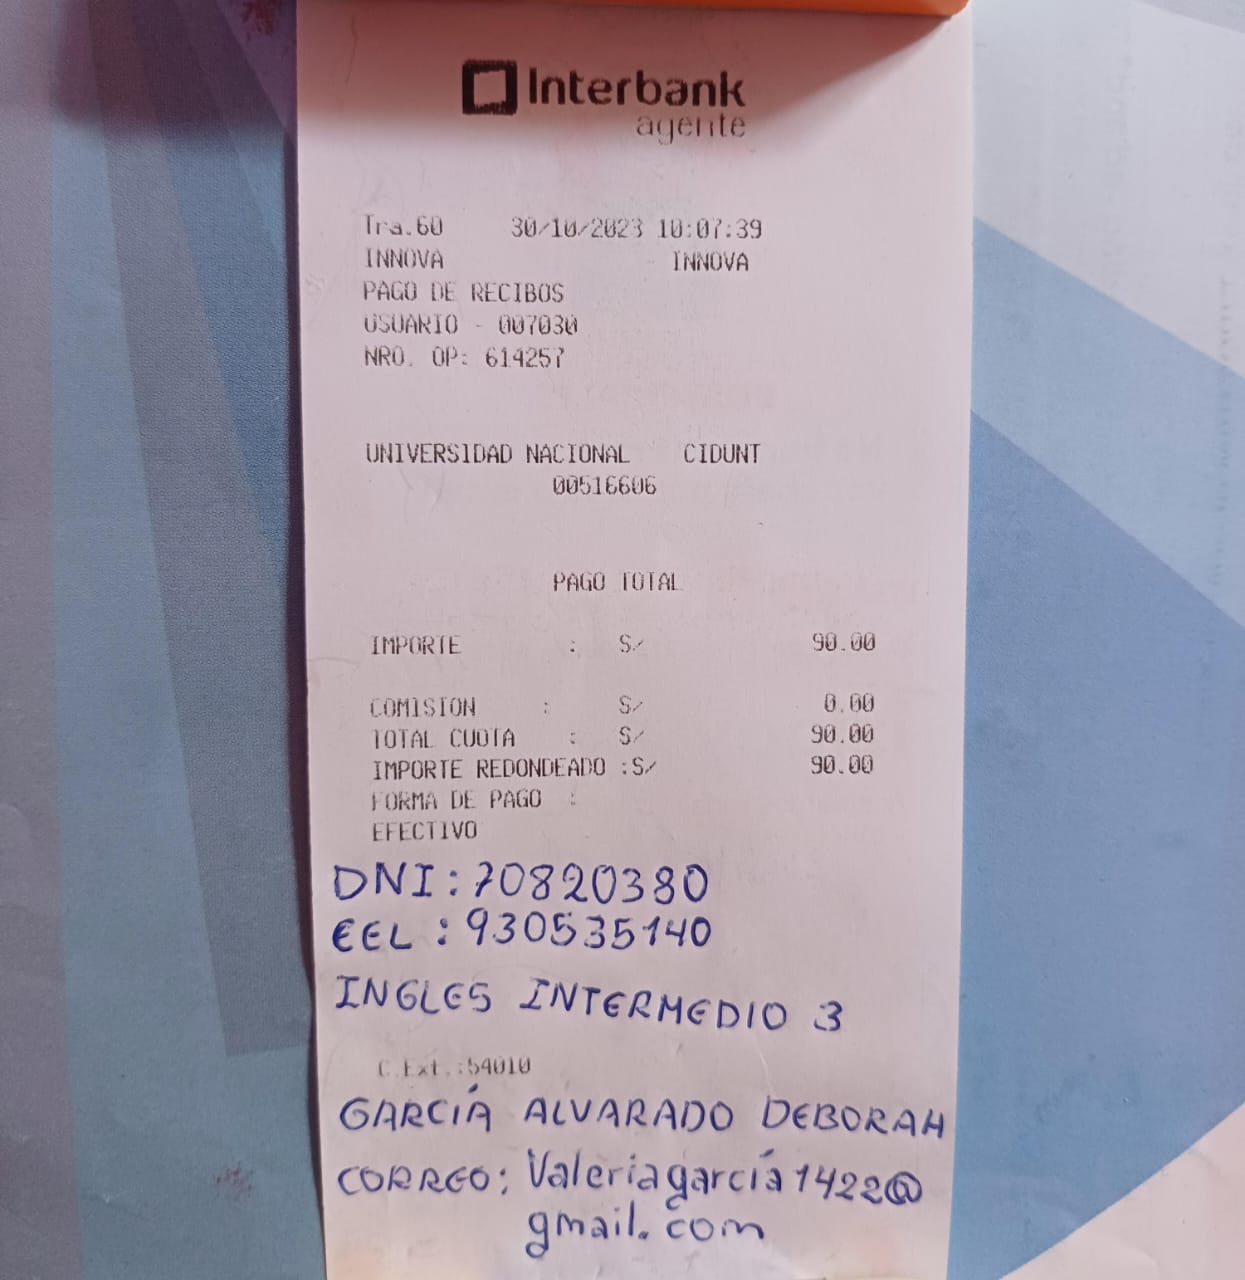 Interbank
agente
Tra.60 30/10/2023 10:07:39
INNOVA INNOVA
PAGO DE RECIBOS
USUARIO - 007030
NRO. OP: 614257
UNIVERSIDAD NACIONAL CIDUNT
00516606
PAGO TOTAL
IMPORTE : S/ 90.00
COMISION : S/ 0.00
TOTAL CUOTA : S/ 90.00
IMPORTE REDONDEADO :S/ 90.00
FORMA DE PAGO :
EFECTIVO
DNI: 70820380
CEL: 930535140
INGLES INTERMEDIO 3
C.Ext.:54010
GARCÍA ALVARADO DEBORAH
CORREO: Valeriagarcía1422@
gmail.com